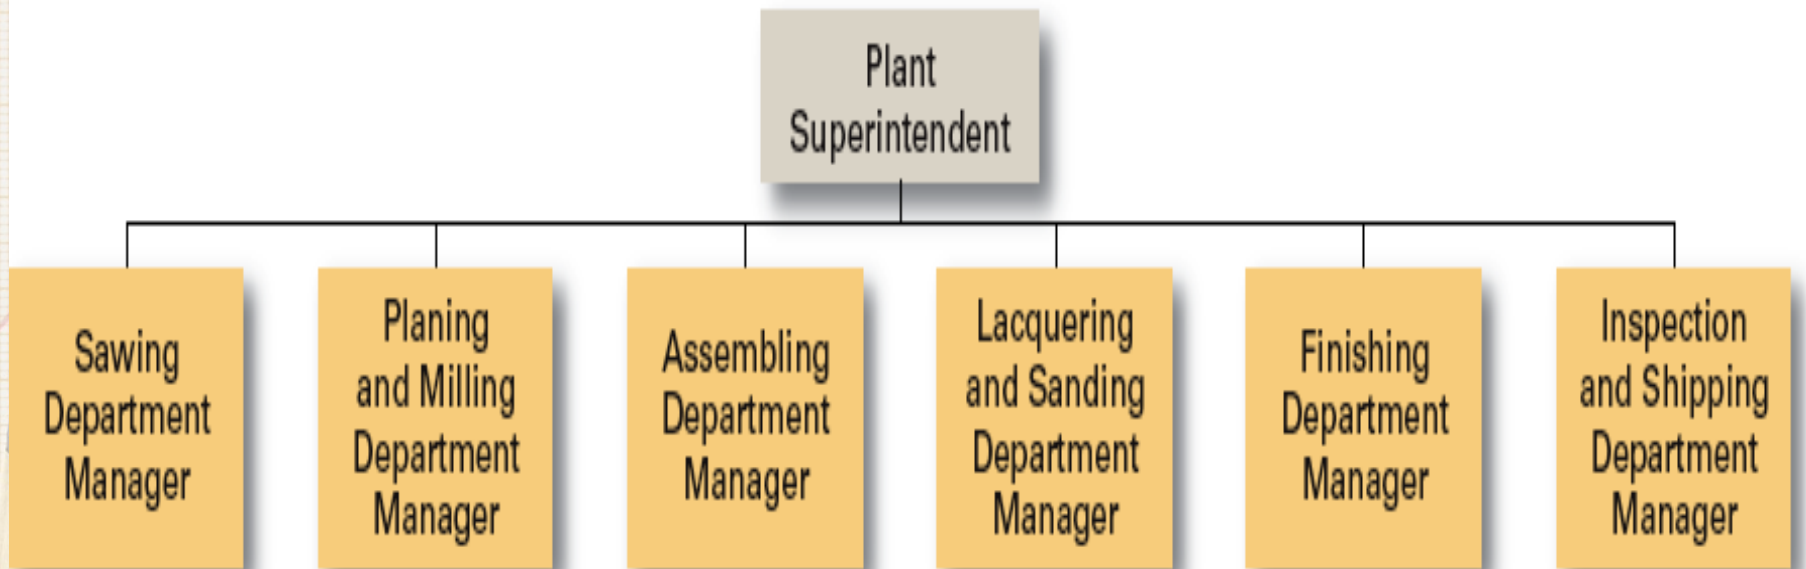 Plant
Superintendent
Sawing
Department
Manager
Planing
and Milling
Department
Manager
Assembling
Department
Manager
Lacquering
and Sanding
Department
Manager
Finishing
Department
Manager
Inspection
and Shipping
Department
Manager